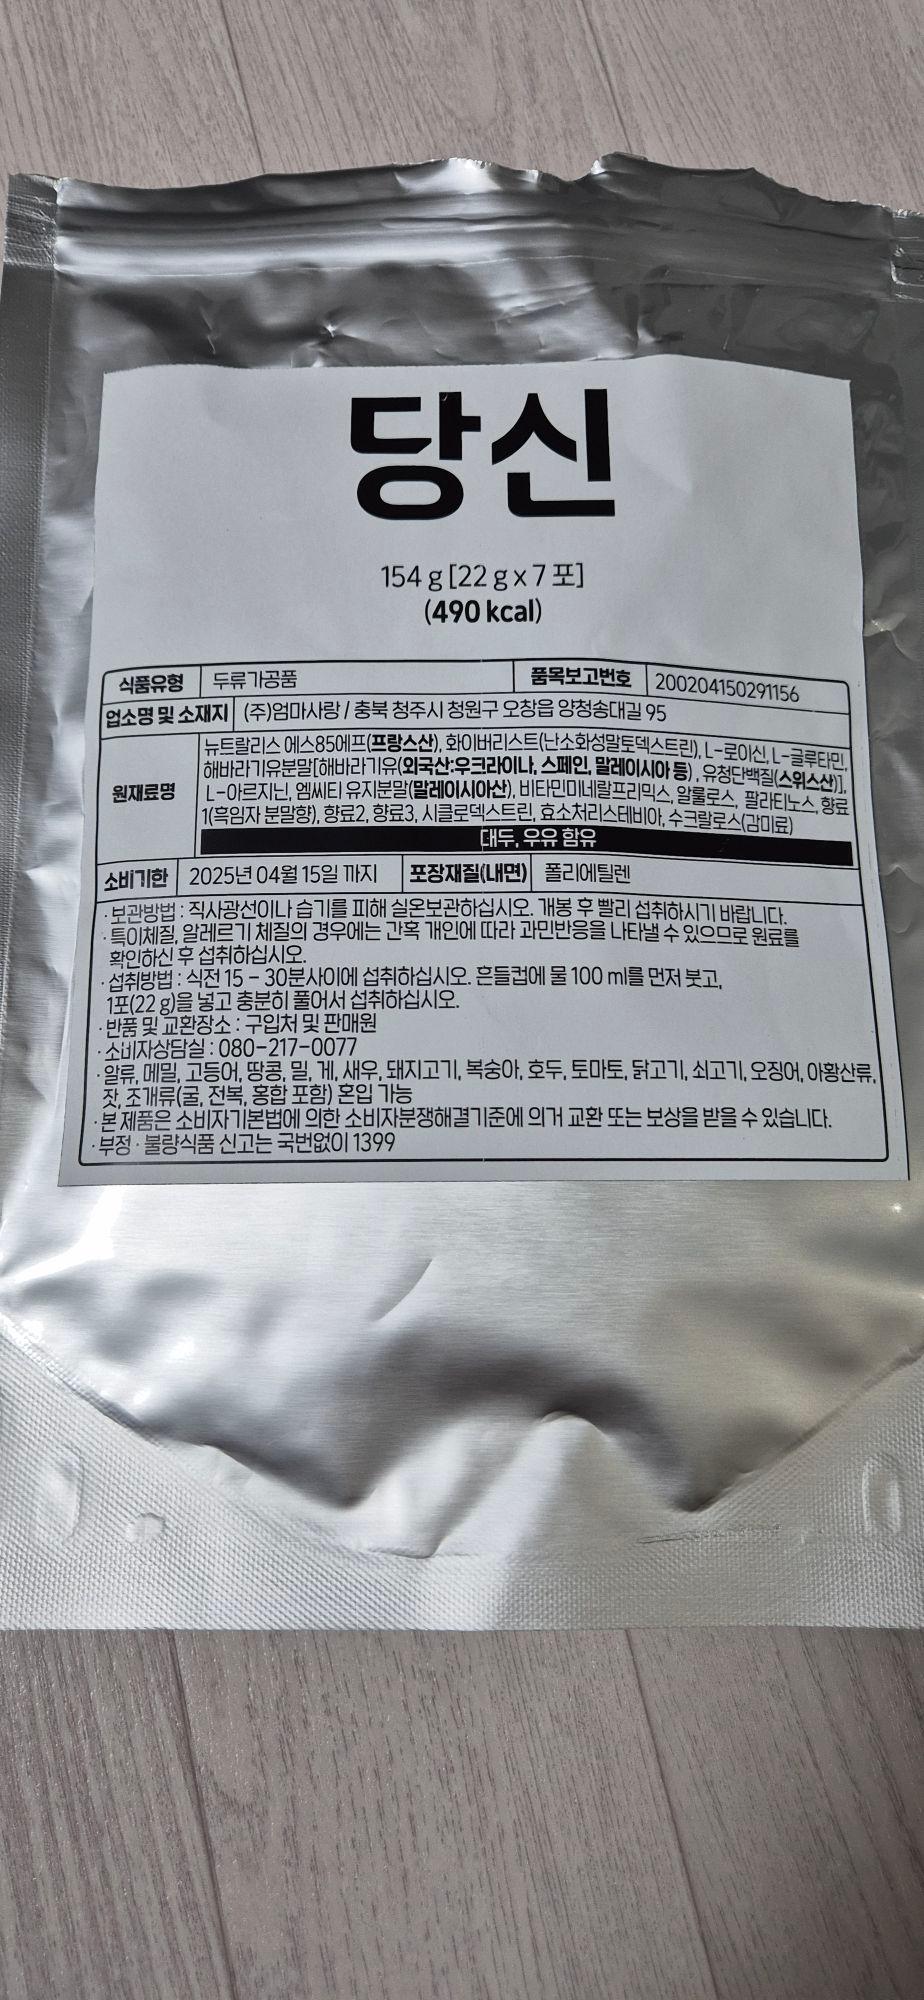 당신
154 g [22 g x 7 포]
(490 kcal)
식품유형 두류가공품 품목보고번호 200204150291156
업소명 및 소재지 (주)엄마사랑 / 충북 청주시 청원구 오창읍 양청송대길 95
원재료명
뉴트랄리스 에스85에프(프랑스산), 화이버리스트(난소화성말토덱스트린), L-로이신, L-글루타민,
해바라기유분말[해바라기유(외국산:우크라이나, 스페인, 말레이시아 등) , 유청단백질(스위스산)],
L-아르지닌, 엠씨티 유지분말(말레이시아산), 비타민미네랄프리믹스, 알룰로스, 팔라티노스, 향료
1(흑임자 분말향), 향료2, 향료3, 시클로덱스트린, 효소처리스테비아, 수크랄로스(감미료)
대두, 우유 함유
소비기한 2025년 04월 15일 까지 포장재질(내면) 폴리에틸렌
· 보관방법 : 직사광선이나 습기를 피해 실온보관하십시오. 개봉 후 빨리 섭취하시기 바랍니다.
· 특이체질, 알레르기 체질의 경우에는 간혹 개인에 따라 과민반응을 나타낼 수 있으므로 원료를
확인하신 후 섭취하십시오.
· 섭취방법 : 식전 15 - 30분사이에 섭취하십시오. 흔들컵에 물 100 ml를 먼저 붓고,
1포(22 g)을 넣고 충분히 풀어서 섭취하십시오.
· 반품 및 교환장소 : 구입처 및 판매원
· 소비자상담실 : 080-217-0077
· 알류, 메밀, 고등어, 땅콩, 밀, 게, 새우, 돼지고기, 복숭아, 호두, 토마토, 닭고기, 쇠고기, 오징어, 아황산류,
잣, 조개류(굴, 전복, 홍합 포함) 혼입 가능
· 본 제품은 소비자기본법에 의한 소비자분쟁해결기준에 의거 교환 또는 보상을 받을 수 있습니다.
· 부정 · 불량식품 신고는 국번없이 1399